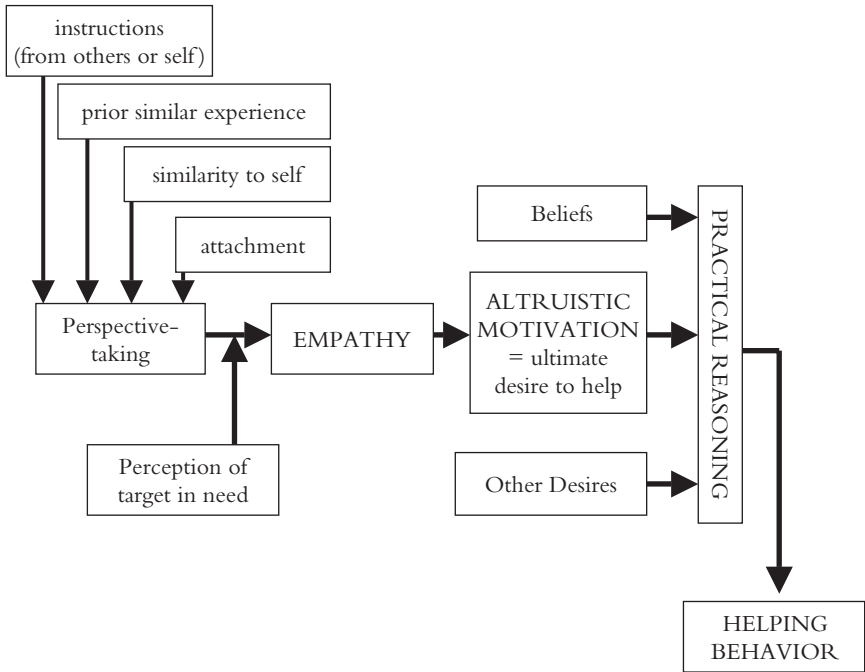 instructions
(from others or self)
prior similar experience
similarity to self
attachment
Perspective-
taking
EMPATHY
Perception of
target in need
Beliefs
ALTRUISTIC
MOTIVATION
= ultimate
desire to help
Other Desires
PRACTICAL REASONING
HELPING
BEHAVIOR